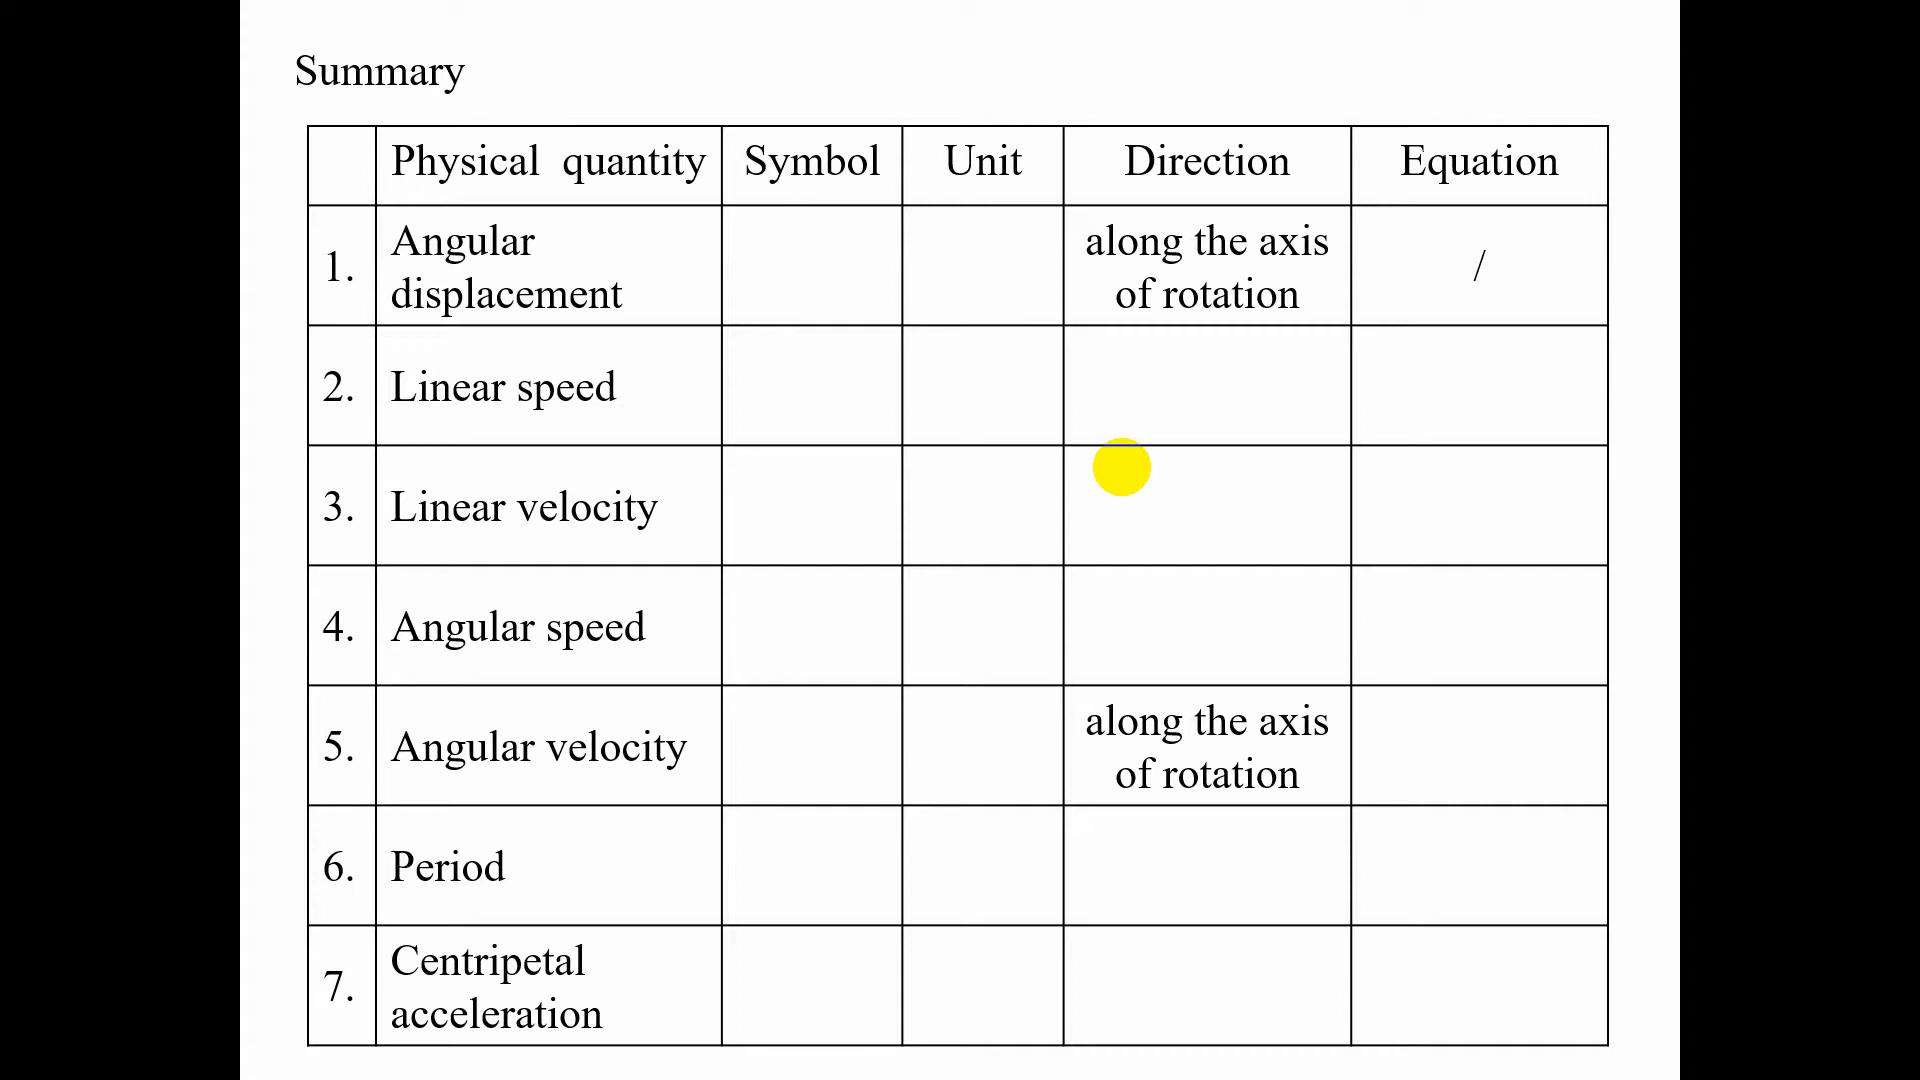 Summary
Physical quantity Symbol Unit Direction Equation
1. Angular displacement along the axis of rotation /
2. Linear speed
3. Linear velocity
4. Angular speed
5. Angular velocity along the axis of rotation
6. Period
7. Centripetal acceleration